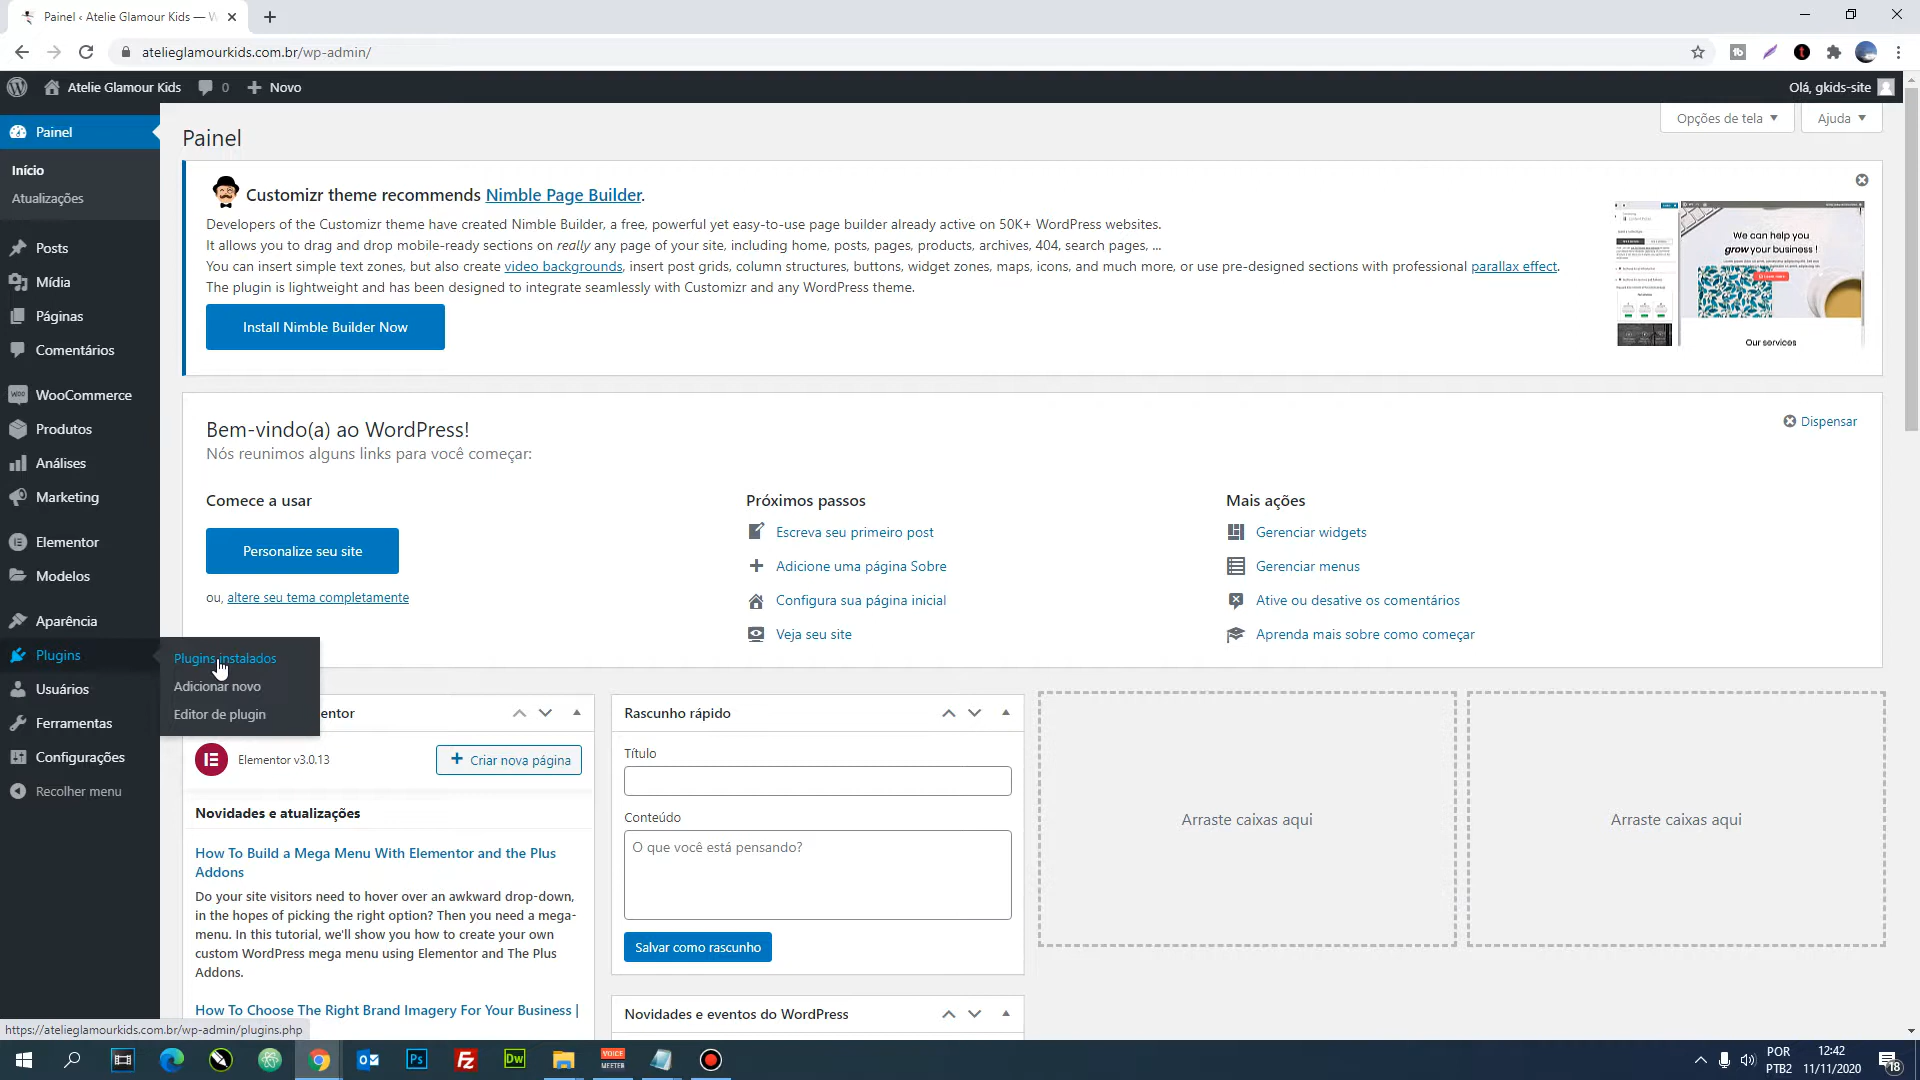 Painel ‹ Atelie Glamour Kids — W
atelieglamourkids.com.br/wp-admin/
Atelie Glamour Kids
0
Novo
Olá, gkids-site
Painel
Início
Atualizações
Posts
Mídia
Páginas
Comentários
WooCommerce
Produtos
Análises
Marketing
Elementor
Modelos
Aparência
Plugins
Usuários
Ferramentas
Configurações
Recolher menu
Plugins instalados
Adicionar novo
Editor de plugin
Painel
Opções de tela
Ajuda
Customizr theme recommends Nimble Page Builder.
Developers of the Customizr theme have created Nimble Builder, a free, powerful yet easy-to-use page builder already active on 50K+ WordPress websites.
It allows you to drag and drop mobile-ready sections on really any page of your site, including home, posts, pages, products, archives, 404, search pages, ...
You can insert simple text zones, but also create video backgrounds, insert post grids, column structures, buttons, widget zones, maps, icons, and much more, or use pre-designed sections with professional parallax effect.
The plugin is lightweight and has been designed to integrate seamlessly with Customizr and any WordPress theme.
Install Nimble Builder Now
We can help you
grow your business !
Our services
Bem-vindo(a) ao WordPress!
Nós reunimos alguns links para você começar:
Dispensar
Comece a usar
Personalize seu site
ou, altere seu tema completamente
Próximos passos
Escreva seu primeiro post
Adicione uma página Sobre
Configura sua página inicial
Veja seu site
Mais ações
Gerenciar widgets
Gerenciar menus
Ative ou desative os comentários
Aprenda mais sobre como começar
entor
Elementor v3.0.13
Criar nova página
Novidades e atualizações
How To Build a Mega Menu With Elementor and the Plus
Addons
Do your site visitors need to hover over an awkward drop-down,
in the hopes of picking the right option? Then you need a mega-
menu. In this tutorial, we'll show you how to create your own
custom WordPress mega menu using Elementor and The Plus
Addons.
How To Choose The Right Brand Imagery For Your Business |
Rascunho rápido
Título
Conteúdo
O que você está pensando?
Salvar como rascunho
Novidades e eventos do WordPress
Arraste caixas aqui
Arraste caixas aqui
https://atelieglamourkids.com.br/wp-admin/plugins.php
Ps
Fz
Dw
VOICE
MEETER
POR
PTB2
12:42
11/11/2020
18